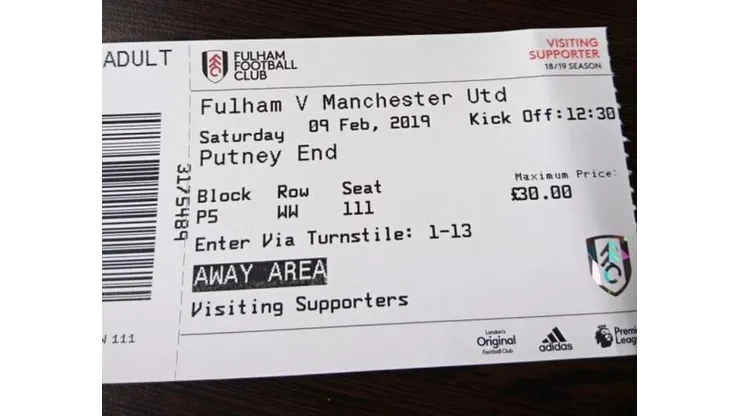 ADULT
FULHAM
FOOTBALL
CLUB
VISITING
SUPPORTER
18/19 SEASON
Fulham V Manchester Utd
Saturday 09 Feb, 2019 Kick Off:12:30
Putney End
Maximum Price:
£30.00
Block Row Seat
P5 WW 111
Enter Via Turnstile: 1-13
AWAY AREA
Visiting Supporters
3175489
111
London's
Original
Football Club
adidas
Premier
League